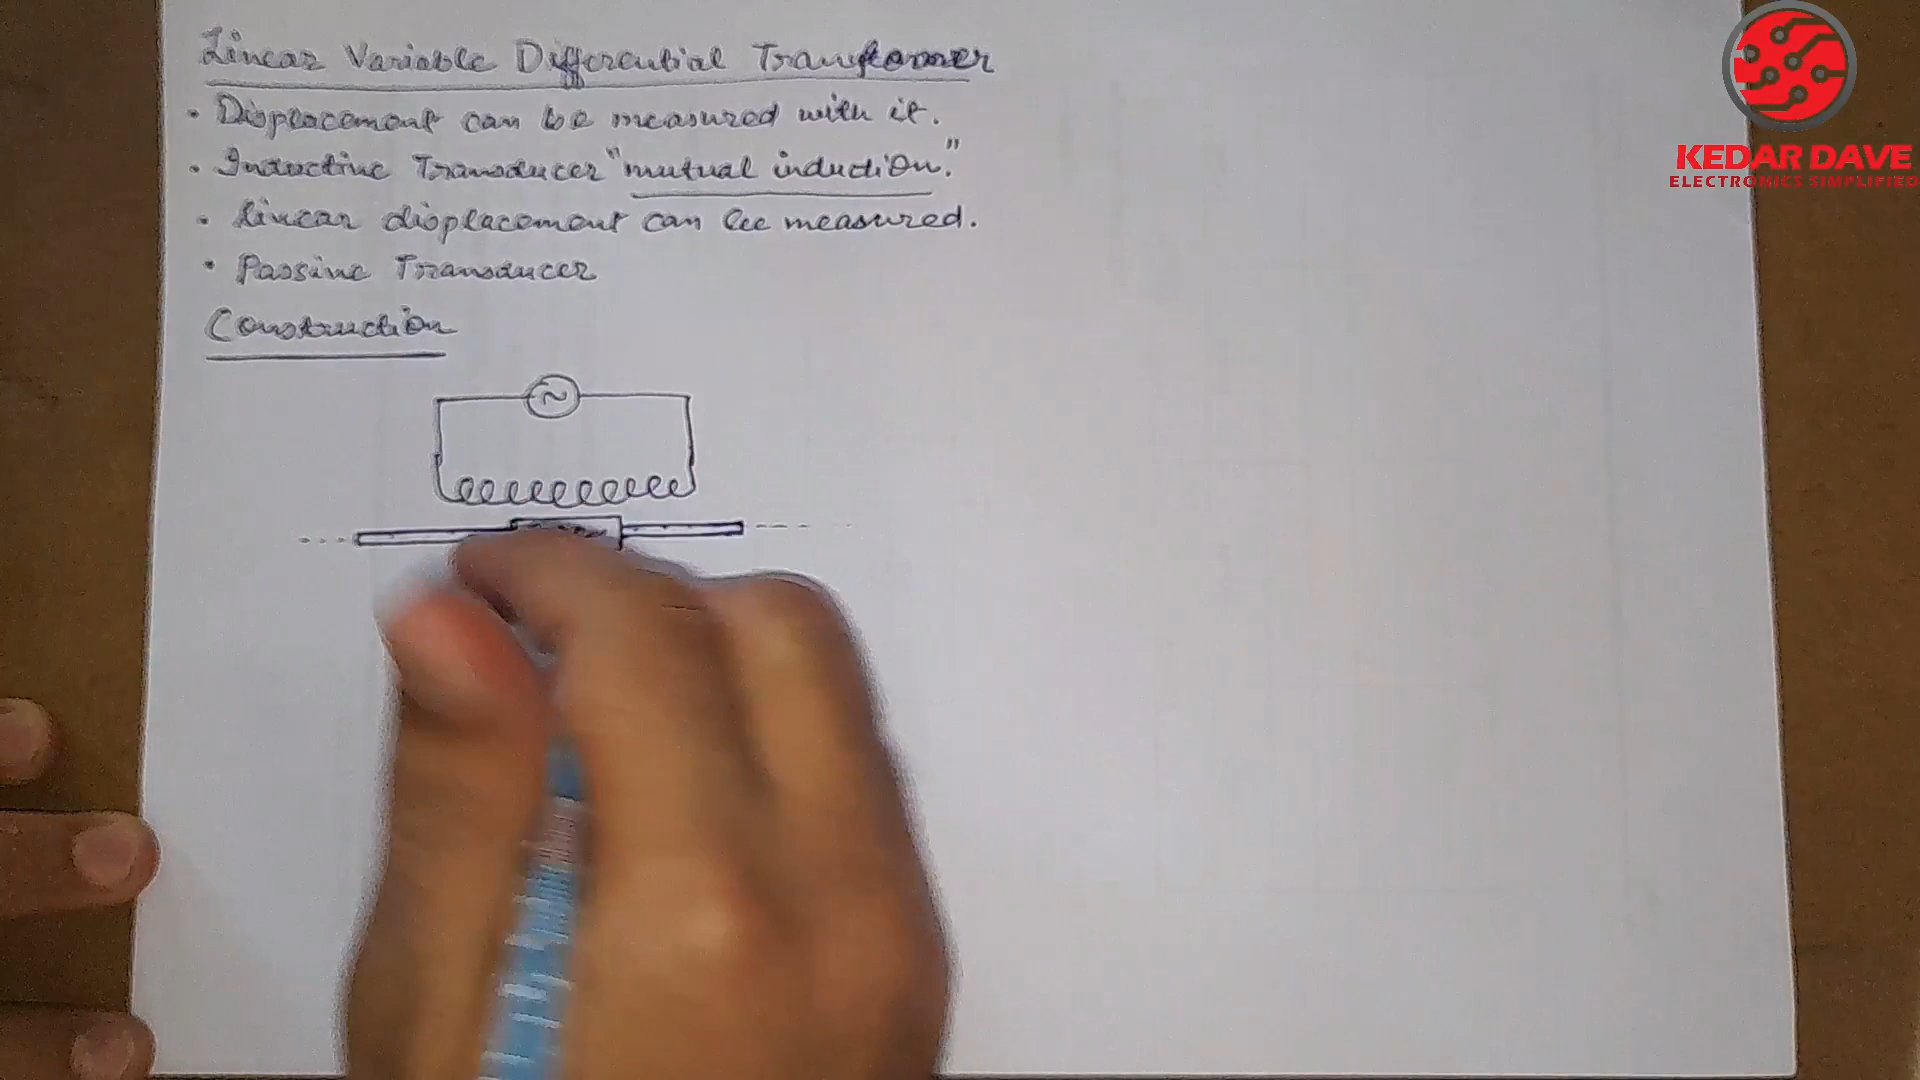 Linear Variable Differential Transformer
• Displacement can be measured with it.
• Inductive Transducer "mutual induction."
• Linear displacement can be measured.
• Passive Transducer
Construction
KEDAR DAVE
ELECTRONICS SIMPLIFIED